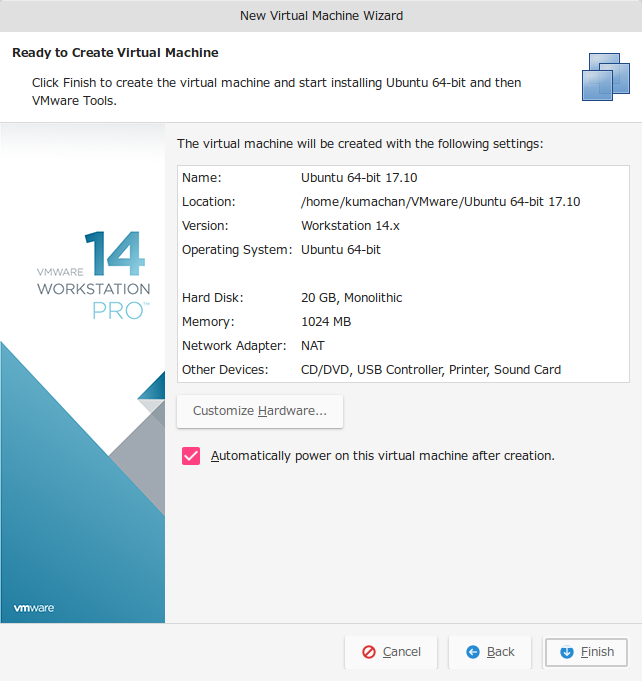 New Virtual Machine Wizard
Ready to Create Virtual Machine
Click Finish to create the virtual machine and start installing Ubuntu 64-bit and then
VMware Tools.
The virtual machine will be created with the following settings:
Name: Ubuntu 64-bit 17.10
Location: /home/kumachan/VMware/Ubuntu 64-bit 17.10
Version: Workstation 14.x
Operating System: Ubuntu 64-bit
Hard Disk: 20 GB, Monolithic
Memory: 1024 MB
Network Adapter: NAT
Other Devices: CD/DVD, USB Controller, Printer, Sound Card
VMWARE 14
WORKSTATION
PRO™
Customize Hardware...
Automatically power on this virtual machine after creation.
vmware
Cancel Back Finish